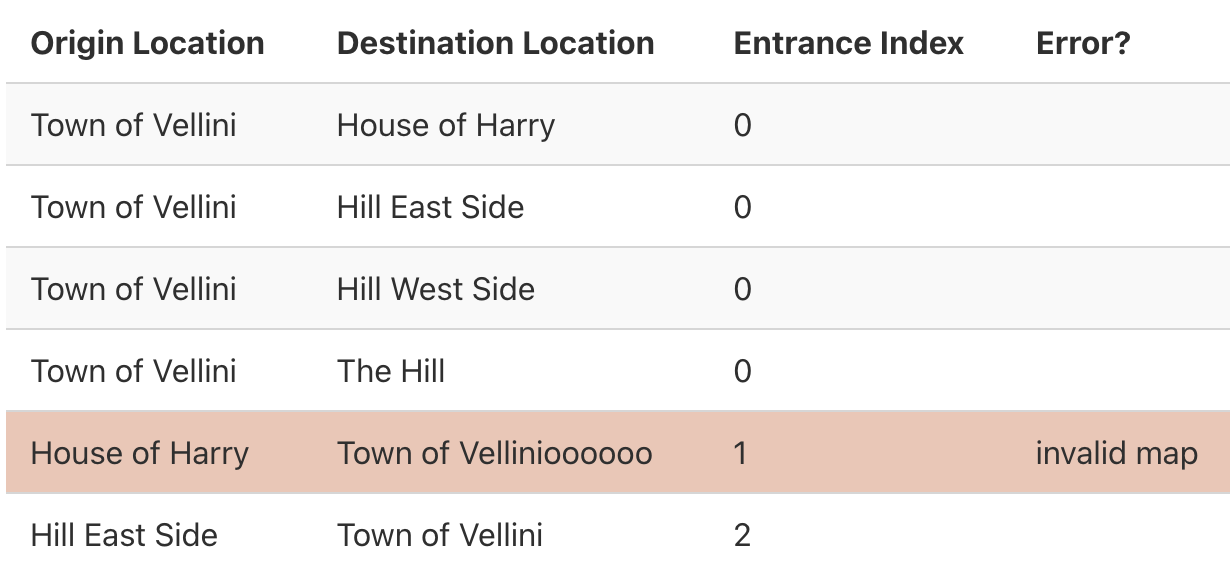 Origin Location Destination Location Entrance Index Error?
Town of Vellini House of Harry 0
Town of Vellini Hill East Side 0
Town of Vellini Hill West Side 0
Town of Vellini The Hill 0
House of Harry Town of Vellinioooooo 1 invalid map
Hill East Side Town of Vellini 2